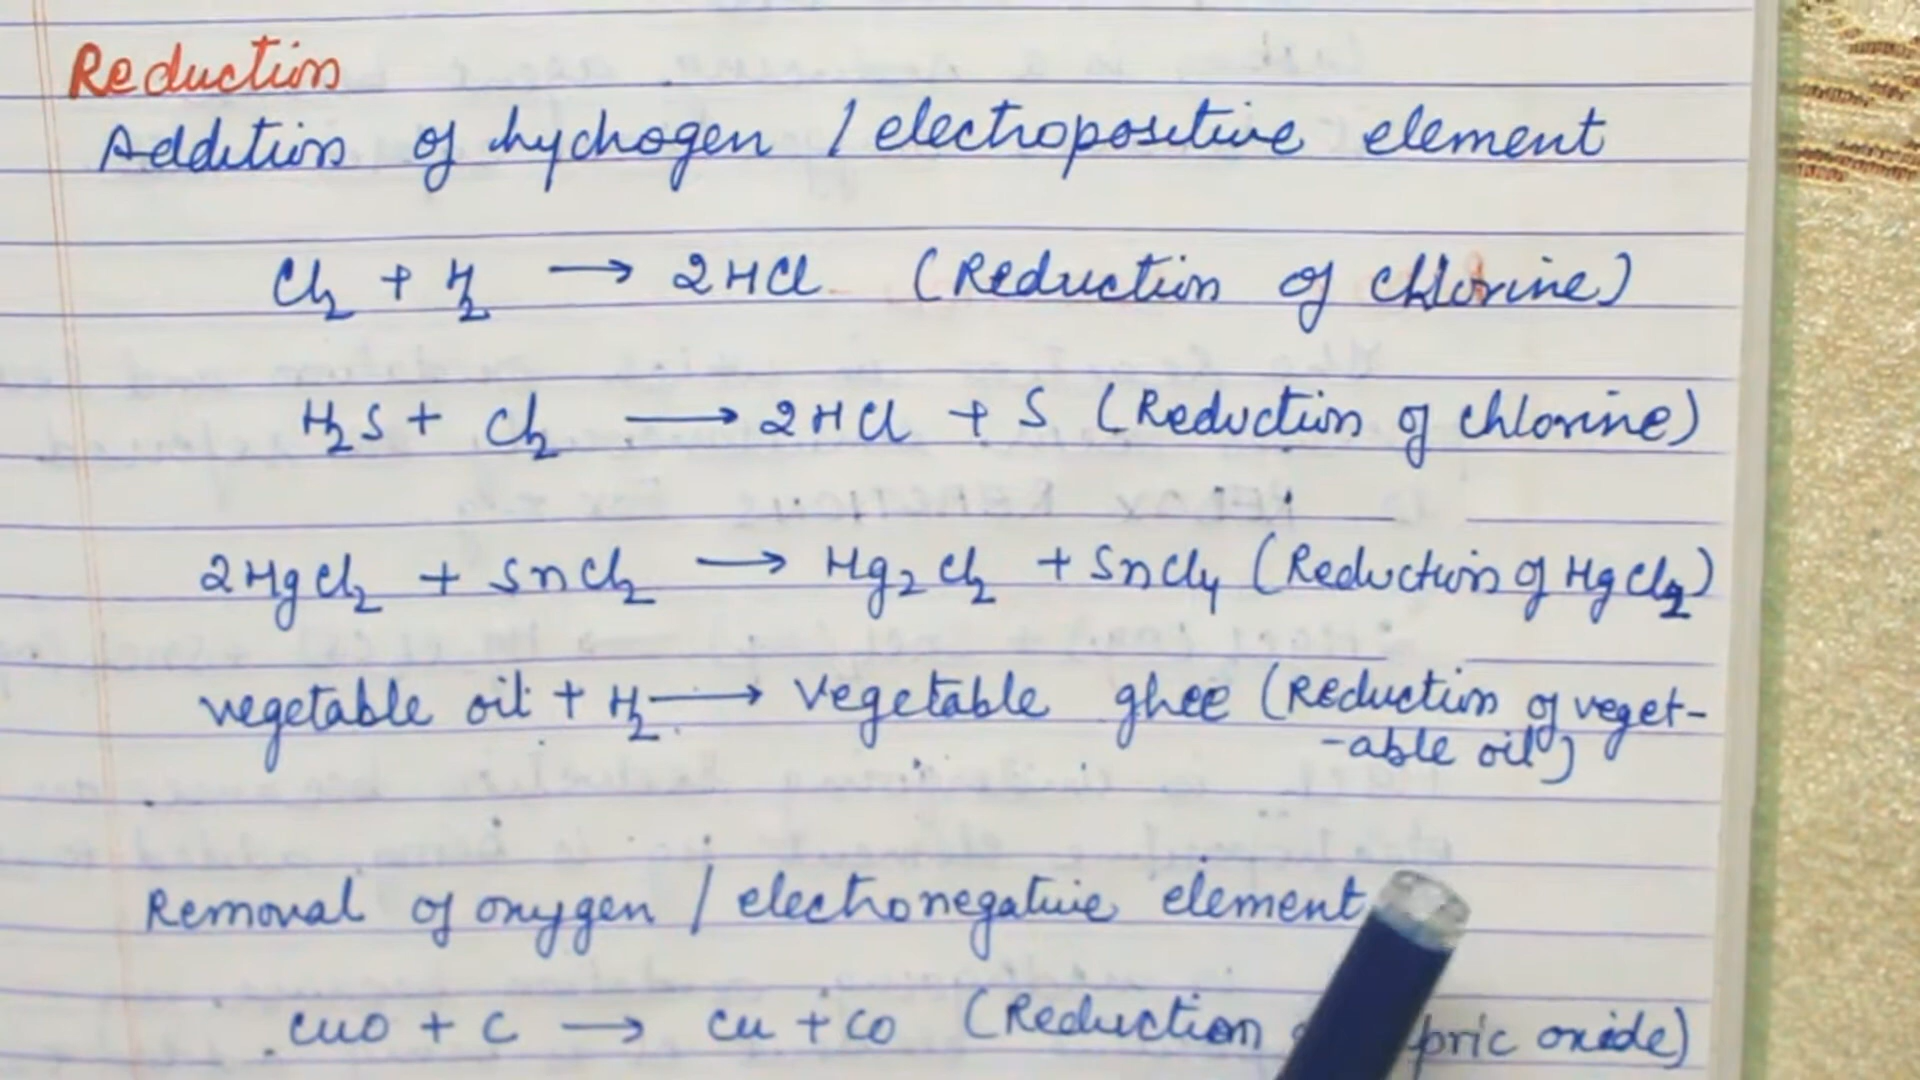 Reduction
Addition of hydrogen / electropositive element
Cl2 + H2 → 2HCl (Reduction of chlorine)
H2S + Cl2 → 2HCl + S (Reduction of chlorine)
2HgCl2 + SnCl2 → Hg2Cl2 + SnCl4 (Reduction of HgCl2)
vegetable oil + H2 → vegetable ghee (Reduction of veget-
-able oil)
Removal of oxygen / electronegative element
CuO + C → Cu + CO (Reduction pric oxide)